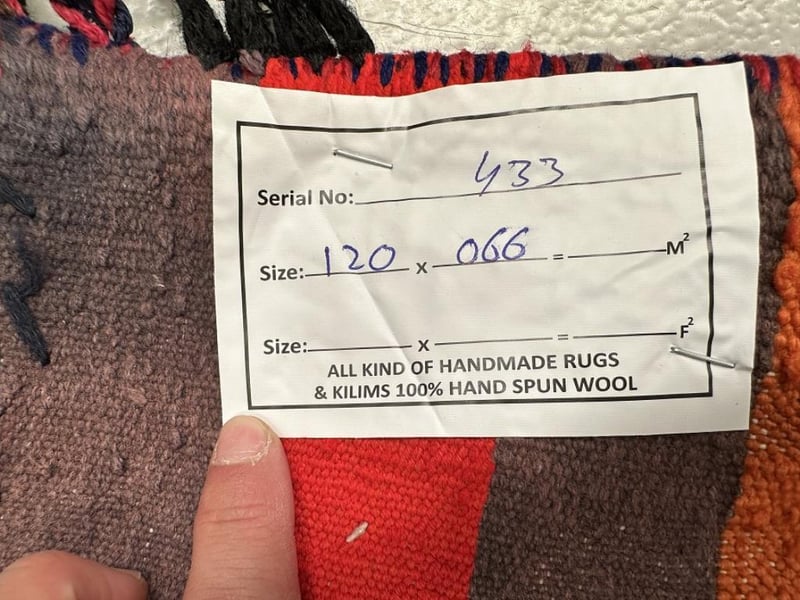 Serial No: 433
Size: 120 x 066 = M²
Size: x = F²
ALL KIND OF HANDMADE RUGS
& KILIMS 100% HAND SPUN WOOL